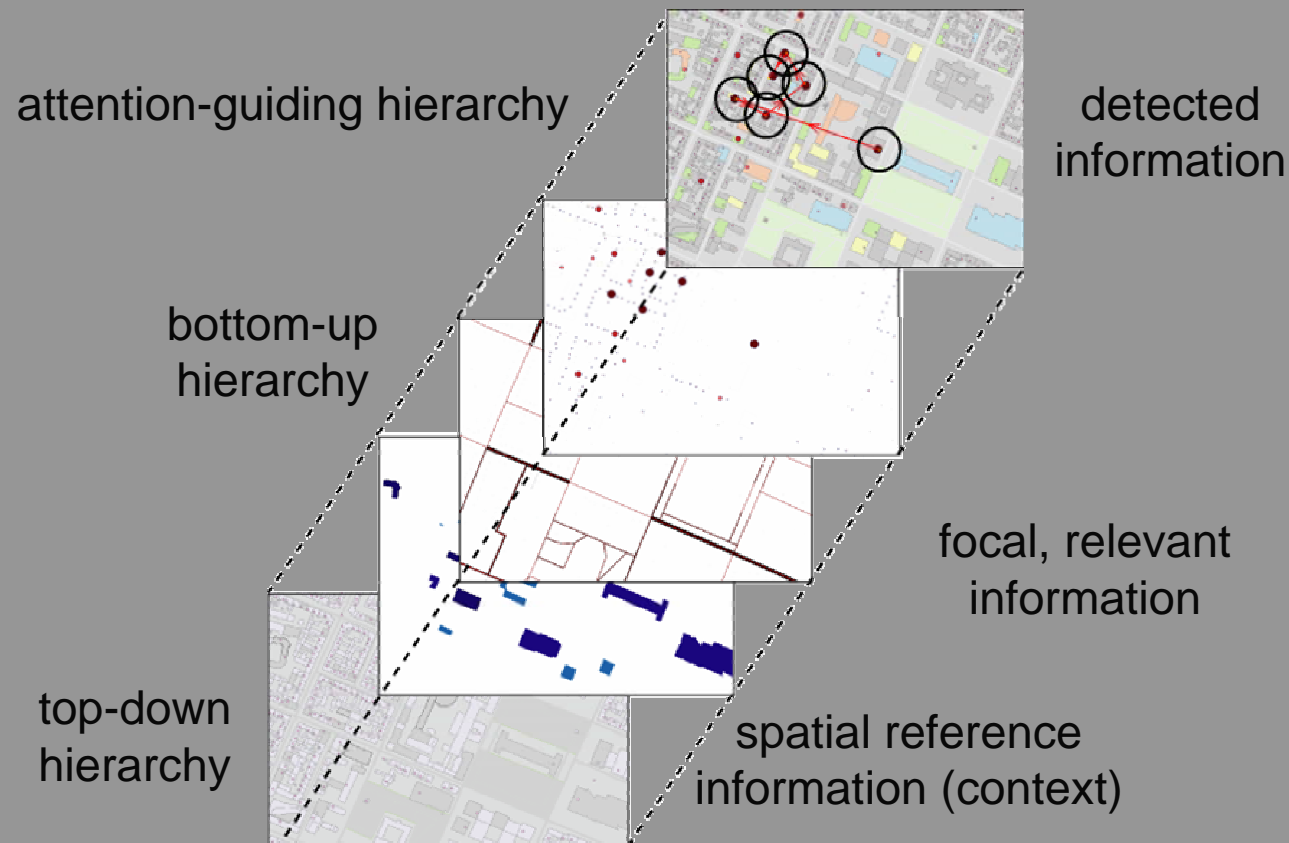 attention-guiding hierarchy
detected
information
bottom-up
hierarchy
focal, relevant
information
top-down
hierarchy
spatial reference
information (context)